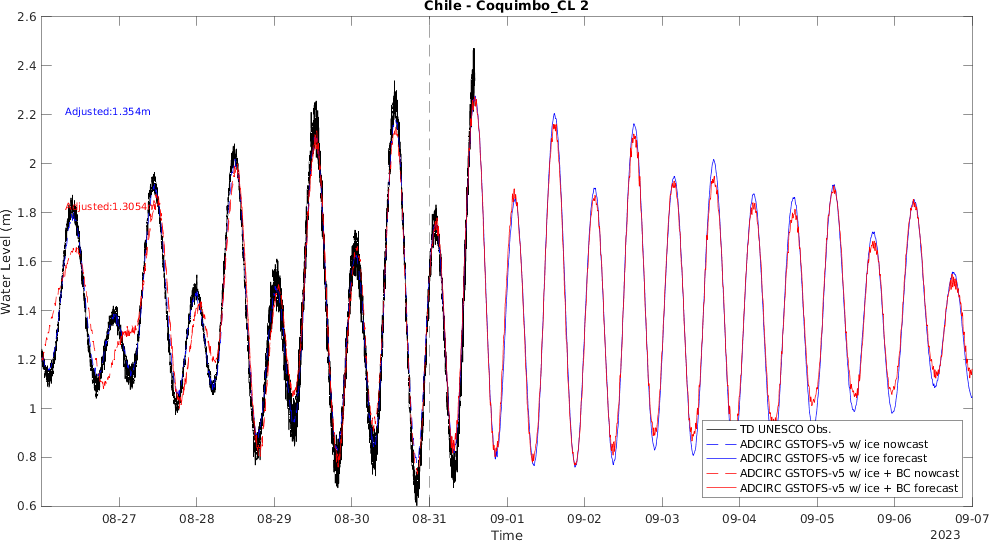 Chile - Coquimbo_CL 2
2.6
2.4
2.2
2
1.8
1.6
1.4
1.2
1
0.8
0.6
Water Level (m)
Adjusted:1.354m
Adjusted:1.3054m
TD UNESCO Obs.
ADCIRC GSTOFS-v5 w/ ice nowcast
ADCIRC GSTOFS-v5 w/ ice forecast
ADCIRC GSTOFS-v5 w/ ice + BC nowcast
ADCIRC GSTOFS-v5 w/ ice + BC forecast
08-27 08-28 08-29 08-30 08-31 09-01 09-02 09-03 09-04 09-05 09-06 09-07
Time
2023